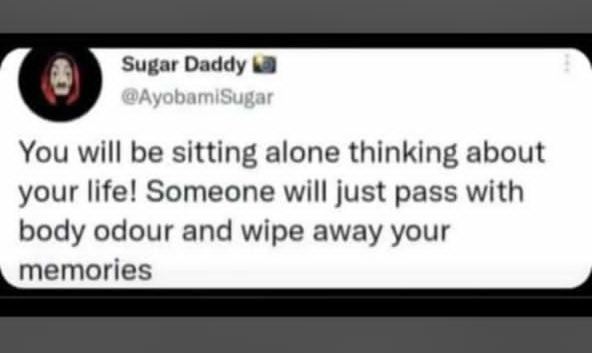 Sugar Daddy 📸
@AyobamiSugar
You will be sitting alone thinking about
your life! Someone will just pass with
body odour and wipe away your
memories